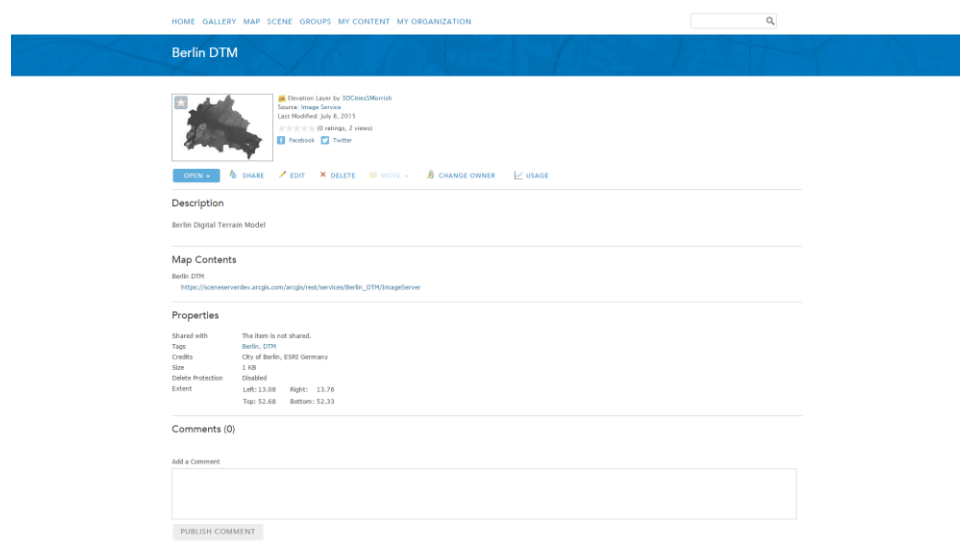 HOME GALLERY MAP SCENE GROUPS MY CONTENT MY ORGANIZATION
Berlin DTM
Elevation Layer by 3DCitiesSMorrish
Source: Image Service
Last Modified: July 8, 2015
(0 ratings, 2 views)
Facebook Twitter
OPEN SHARE EDIT DELETE MOVE CHANGE OWNER USAGE
Description
Berlin Digital Terrain Model
Map Contents
Berlin DTM
https://sceneserverdev.arcgis.com/arcgis/rest/services/Berlin_DTM/ImageServer
Properties
Shared with The item is not shared.
Tags Berlin, DTM
Credits City of Berlin, ESRI Germany
Size 1 KB
Delete Protection Disabled
Extent Left: 13.08 Right: 13.76
Top: 52.68 Bottom: 52.33
Comments (0)
Add a Comment
PUBLISH COMMENT